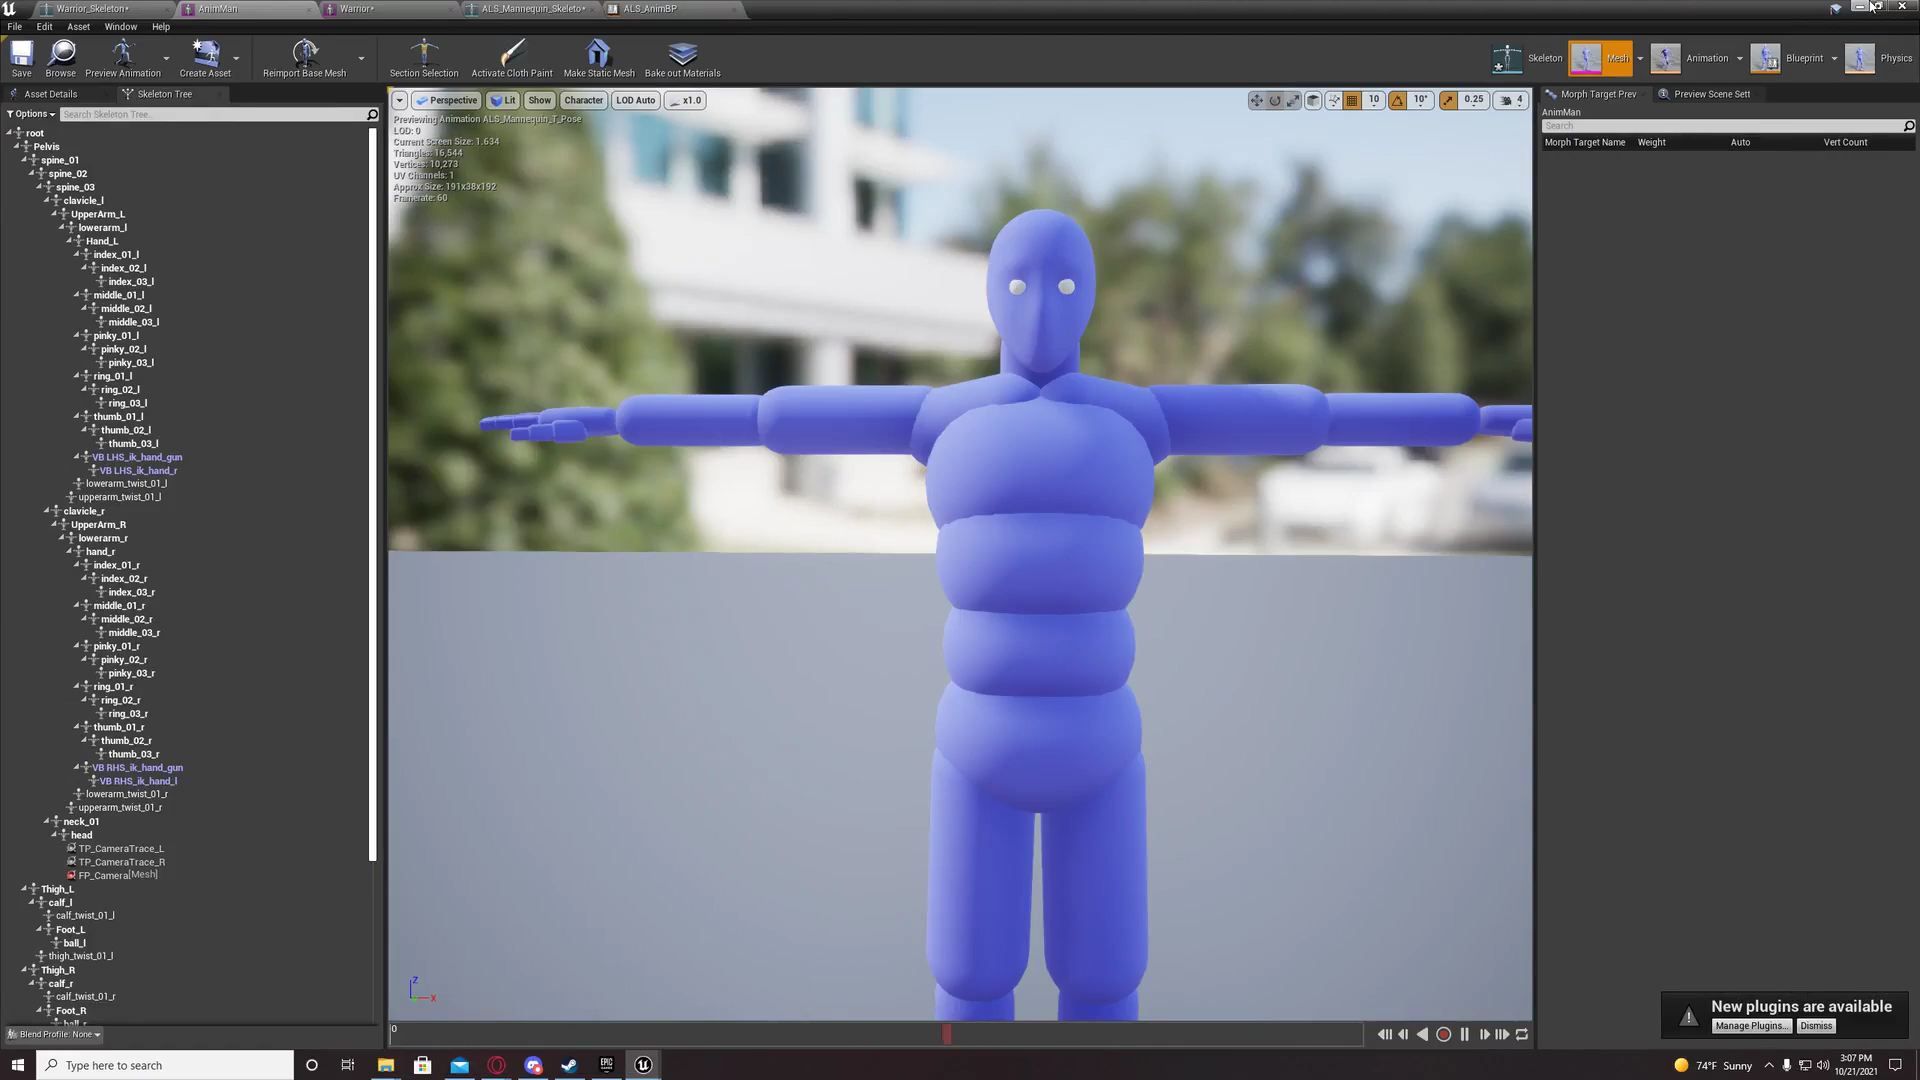 Warrior_Skeleton*
AnimMan
Warrior*
ALS_Mannequin_Skeleto*
ALS_AnimBP
File Edit Asset Window Help
Save Browse Preview Animation Create Asset Reimport Base Mesh Section Selection Activate Cloth Paint Make Static Mesh Bake out Materials Skeleton Mesh Animation Blueprint Physics
Asset Details Skeleton Tree
Options Search Skeleton Tree...
root
Pelvis
spine_01
spine_02
spine_03
clavicle_l
UpperArm_L
lowerarm_l
Hand_L
index_01_l
index_02_l
index_03_l
middle_01_l
middle_02_l
middle_03_l
pinky_01_l
pinky_02_l
pinky_03_l
ring_01_l
ring_02_l
ring_03_l
thumb_01_l
thumb_02_l
thumb_03_l
VB LHS_ik_hand_gun
VB LHS_ik_hand_r
lowerarm_twist_01_l
upperarm_twist_01_l
clavicle_r
UpperArm_R
lowerarm_r
hand_r
index_01_r
index_02_r
index_03_r
middle_01_r
middle_02_r
middle_03_r
pinky_01_r
pinky_02_r
pinky_03_r
ring_01_r
ring_02_r
ring_03_r
thumb_01_r
thumb_02_r
thumb_03_r
VB RHS_ik_hand_gun
VB RHS_ik_hand_l
lowerarm_twist_01_r
upperarm_twist_01_r
neck_01
head
TP_CameraTrace_L
TP_CameraTrace_R
FP_Camera[Mesh]
Thigh_L
calf_l
calf_twist_01_l
Foot_L
ball_l
thigh_twist_01_l
Thigh_R
calf_r
calf_twist_01_r
Foot_R
ball_r
Blend Profile: None
Perspective Lit Show Character LOD Auto x1.0 10 10° 0.25 4
Previewing Animation ALS_Mannequin_T_Pose
LOD: 0
Current Screen Size: 1.634
Triangles: 16,544
Vertices: 10,273
UV Channels: 1
Approx Size: 191x38x192
Framerate: 60
Z
X
0
Morph Target Prev Preview Scene Sett
AnimMan
Search
Morph Target Name Weight Auto Vert Count
New plugins are available
Manage Plugins... Dismiss
Type here to search
EPIC GAMES
74°F Sunny
3:07 PM
10/21/2021